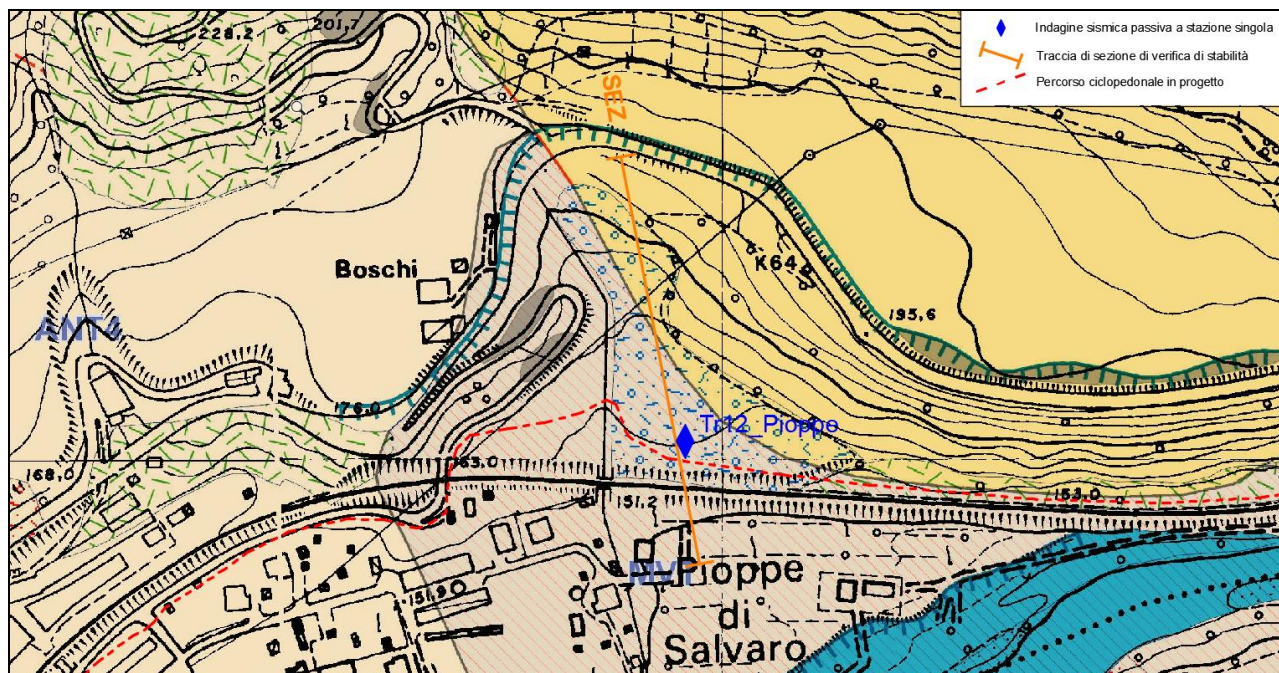 228,2
201,7
Indagine sismica passiva a stazione singola
Traccia di sezione di verifica di stabilità
Percorso ciclopedonale in progetto
SEZ
Boschi
K64
195,6
ANT4
176,0
Tr12_Pioppe
168,0
163,0
153,0
151,2
Pioppe
di
Salvaro
151,9